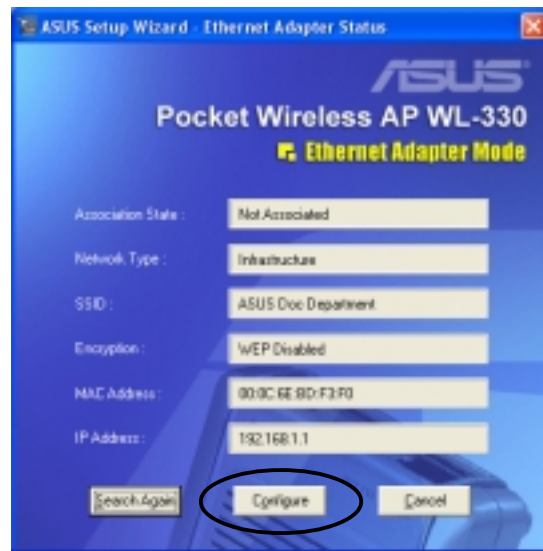 ASUS Setup Wizard - Ethernet Adapter Status
ASUS
Pocket Wireless AP WL-330
Ethernet Adapter Mode
Association State : Not Associated
Network Type : Infrastructure
SSID : ASUS Doc Department
Encryption : WEP Disabled
MAC Address : 00:0C:6E:BD:F3:F0
IP Address : 192.168.1.1
Search Again Configure Cancel